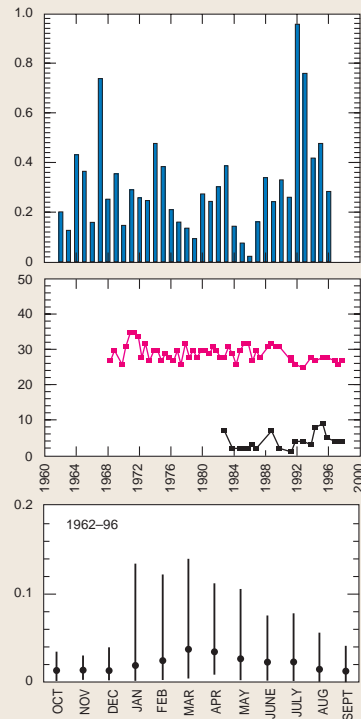 1.0
0.8
0.6
0.4
0.2
0
50
40
30
20
10
0
1960
1964
1968
1972
1976
1980
1984
1988
1992
1996
2000
0.2
1962–96
0.1
0
OCT
NOV
DEC
JAN
FEB
MAR
APR
MAY
JUNE
JULY
AUG
SEPT